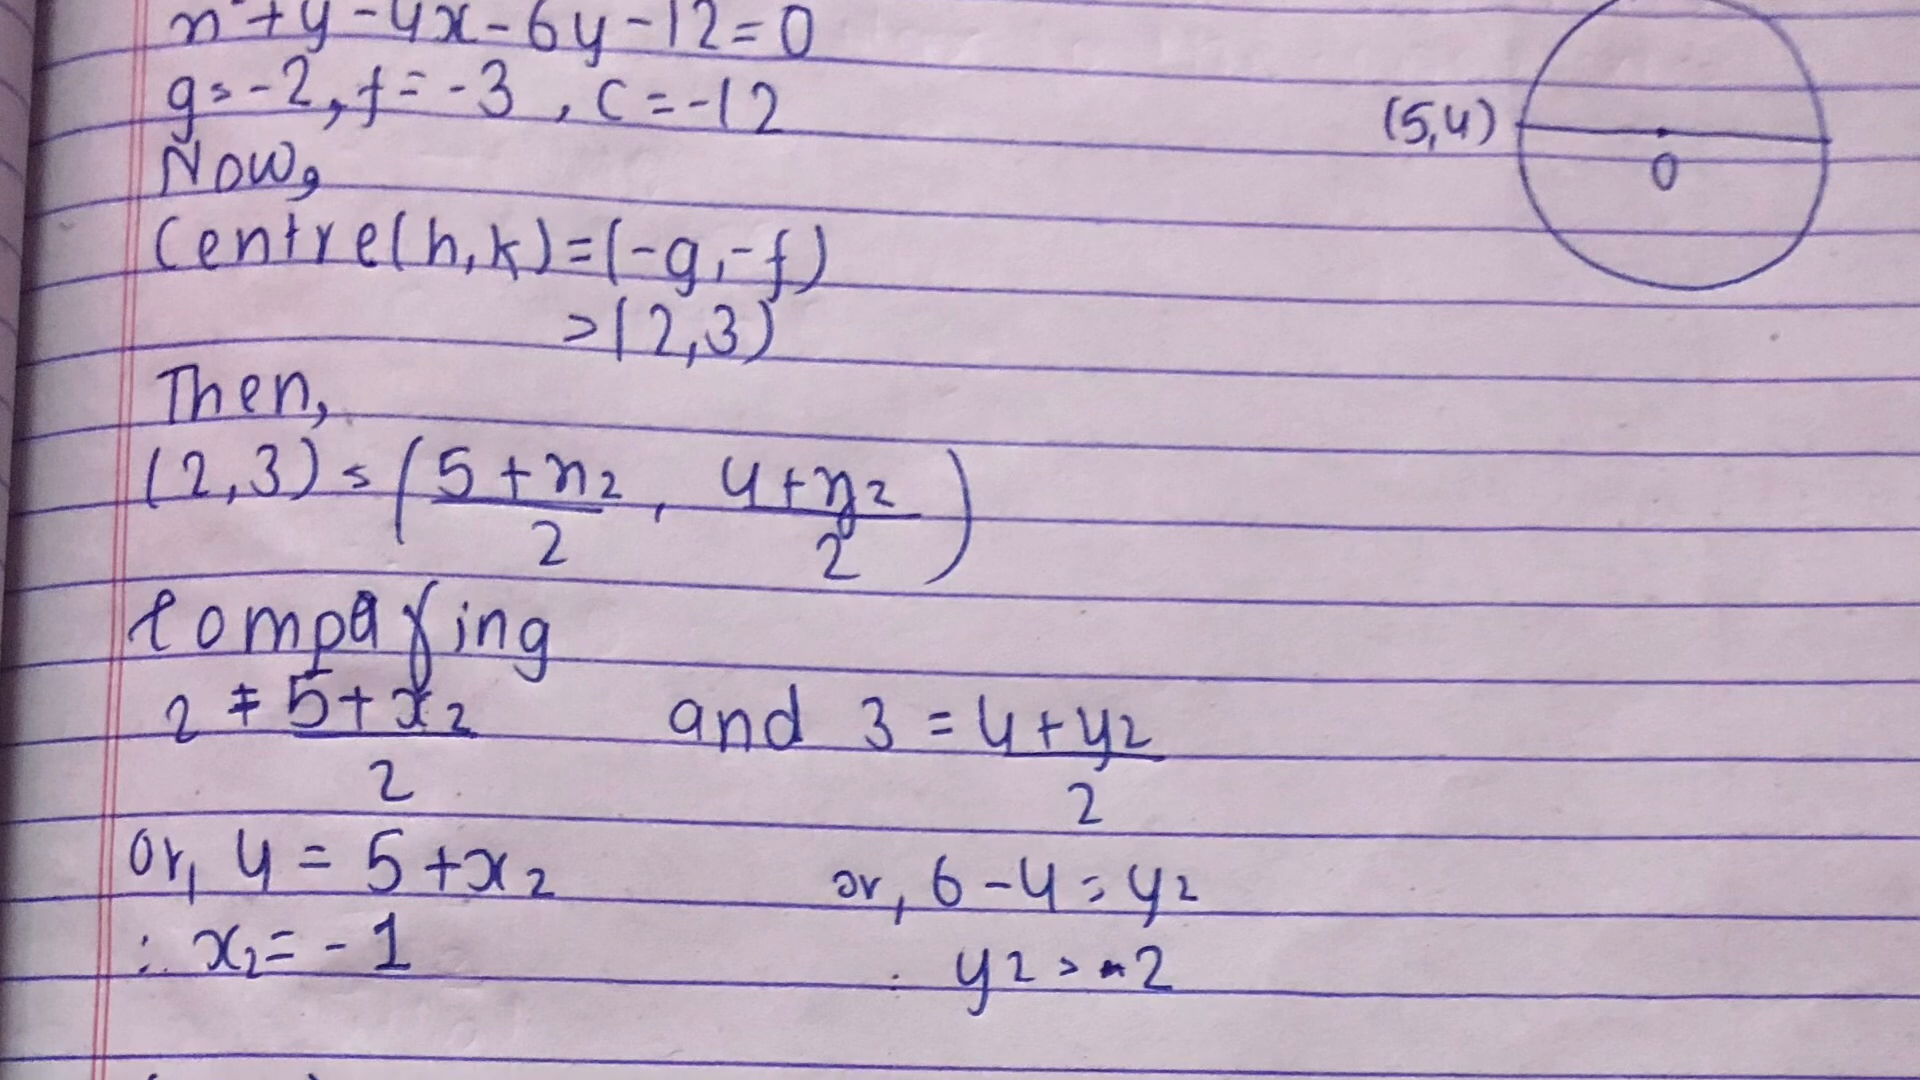 x²+y²-4x-6y-12=0
g=-2, f=-3, c=-12
(5,4)
O
Now,
Centre(h,k)=(-g,-f)
=(2,3)
Then,
(2,3)=(5+x2/2, 4+y2/2)
Comparing
2=5+x2/2 and 3=4+y2/2
or, 4=5+x2 or, 6-4=y2
∴ x2=-1 ∴ y2=-2